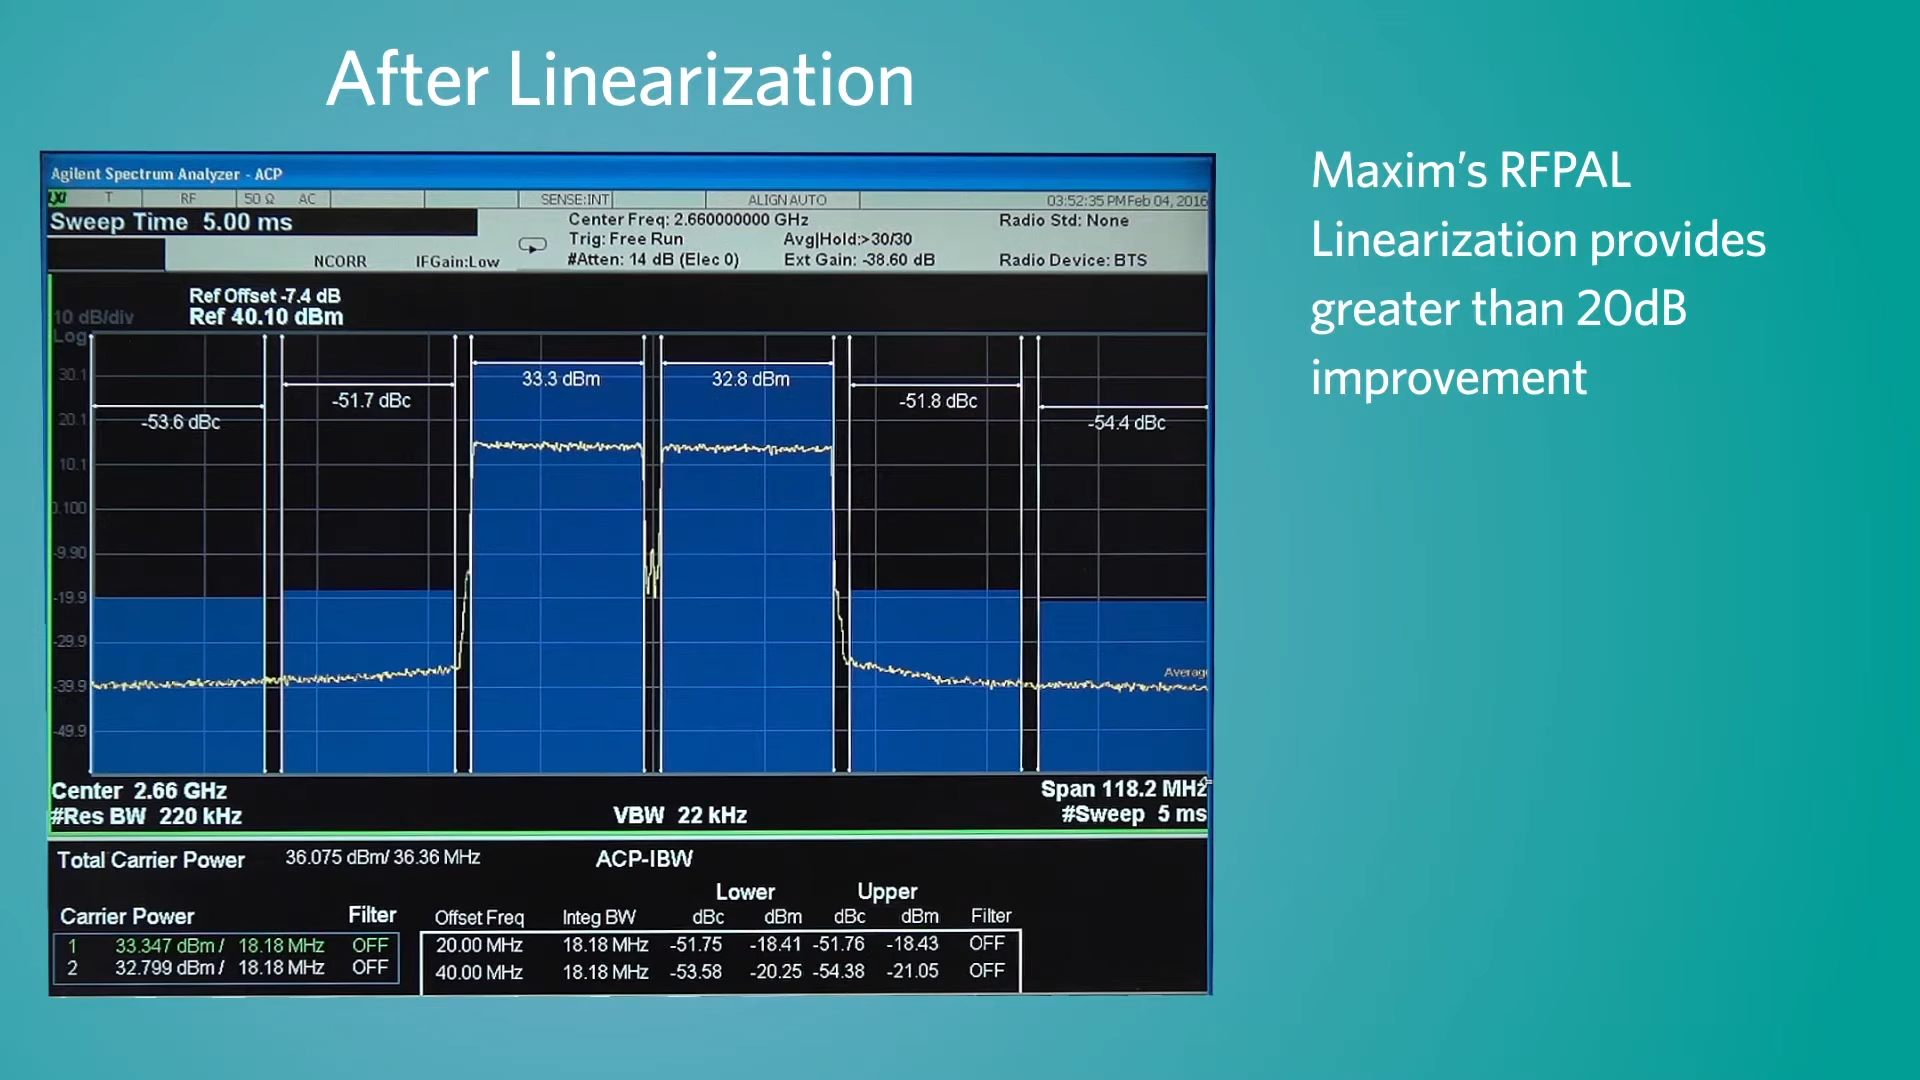 After Linearization
Maxim's RFPAL
Linearization provides
greater than 20dB
improvement
Agilent Spectrum Analyzer - ACP
LXI T RF 50 Ω AC SENSE:INT ALIGN AUTO 03:52:35 PM Feb 04, 2016
Sweep Time 5.00 ms
Center Freq: 2.660000000 GHz Radio Std: None
Trig: Free Run Avg|Hold:>30/30
NCORR IFGain:Low #Atten: 14 dB (Elec 0) Ext Gain: -38.60 dB Radio Device: BTS
Ref Offset -7.4 dB
10 dB/div Ref 40.10 dBm
Log
30.1
20.1
10.1
0.100
-9.90
-19.9
-29.9
-39.9
-49.9
33.3 dBm 32.8 dBm
-51.7 dBc -51.8 dBc
-53.6 dBc -54.4 dBc
Averag
Center 2.66 GHz Span 118.2 MHz
#Res BW 220 kHz VBW 22 kHz #Sweep 5 ms
Total Carrier Power 36.075 dBm/ 36.36 MHz ACP-IBW
Lower Upper
Carrier Power Filter Offset Freq Integ BW dBc dBm dBc dBm Filter
1 33.347 dBm / 18.18 MHz OFF 20.00 MHz 18.18 MHz -51.75 -18.41 -51.76 -18.43 OFF
2 32.799 dBm / 18.18 MHz OFF 40.00 MHz 18.18 MHz -53.58 -20.25 -54.38 -21.05 OFF